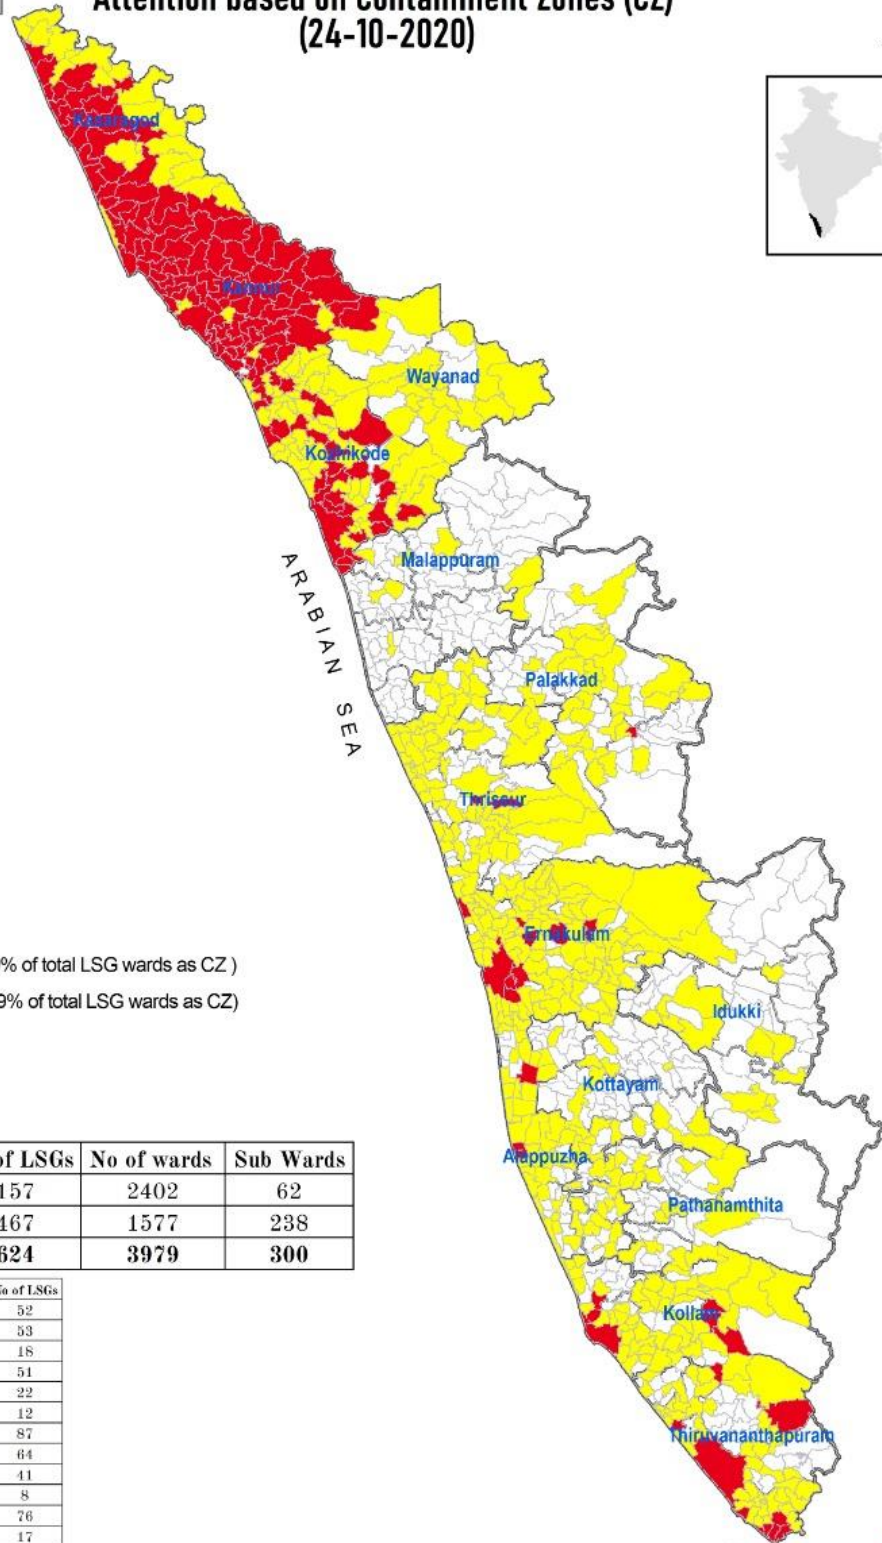 Attention based on Containment Zones (CZ)
(24-10-2020)
Kasaragod
Kannur
Wayanad
Kozhikode
Malappuram
ARABIAN SEA
Palakkad
Thrissur
Ernakulam
% of total LSG wards as CZ )
9% of total LSG wards as CZ)
Idukki
Kottayam
Alappuzha
Pathanamthita
Kollam
Thiruvananthapuram
of LSGs No of wards Sub Wards
157 2402 62
467 1577 238
624 3979 300
No of LSGs
52
53
18
51
22
12
87
64
41
8
76
17